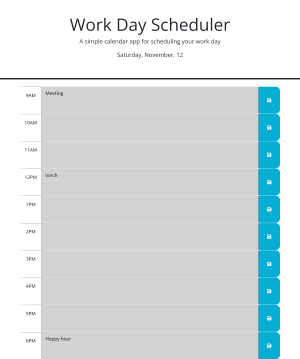 Work Day Scheduler
A simple calendar app for scheduling your work day
Saturday, November, 12
9AM Meeting
10AM
11AM
12PM lunch
1PM
2PM
3PM
4PM
5PM
6PM Happy hour